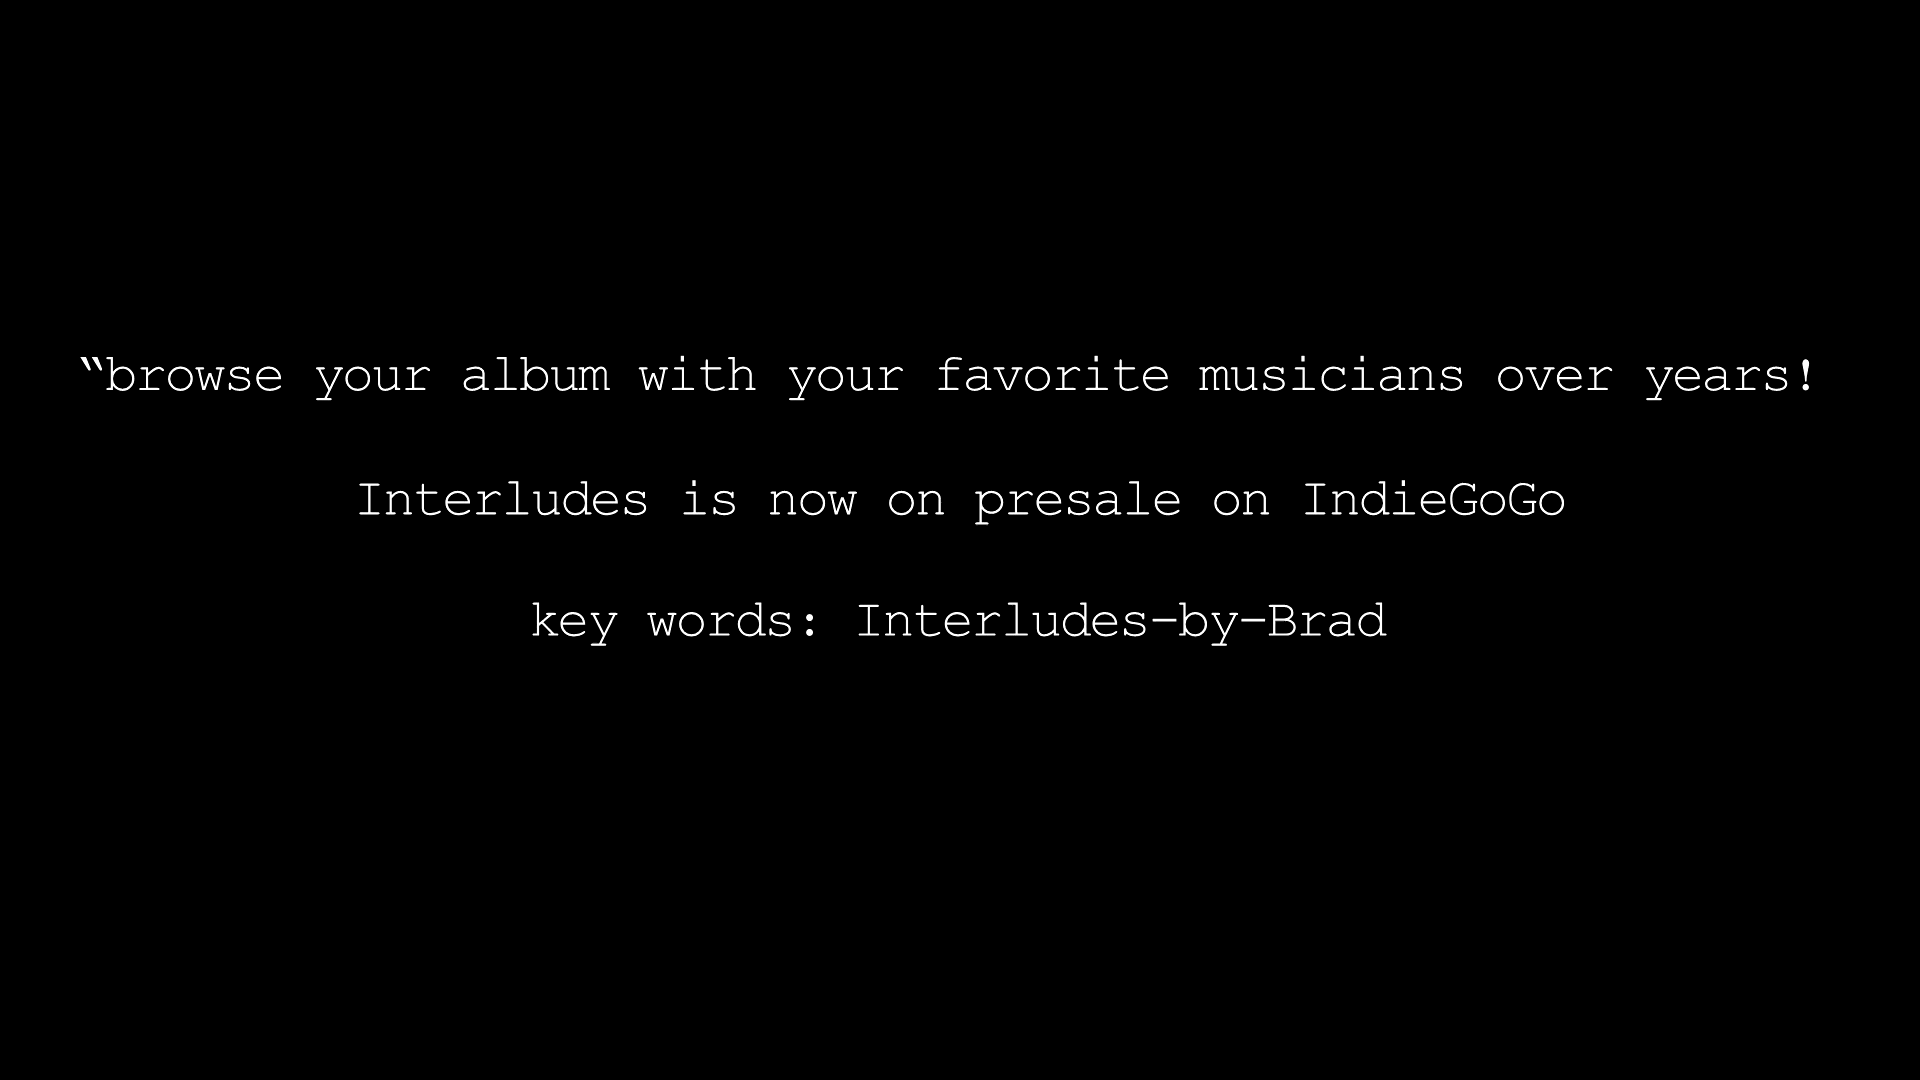 “browse your album with your favorite musicians over years!
Interludes is now on presale on IndieGoGo
key words: Interludes-by-Brad